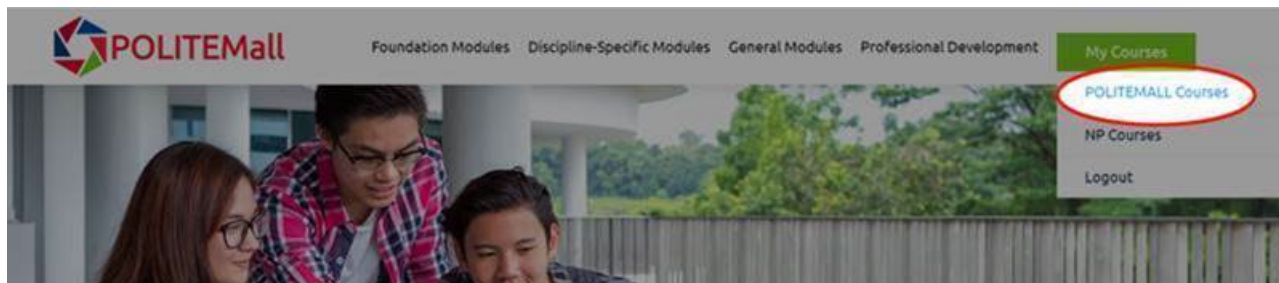 POLITEMall
Foundation Modules Discipline-Specific Modules General Modules Professional Development My Courses
POLITEMALL Courses
NP Courses
Logout